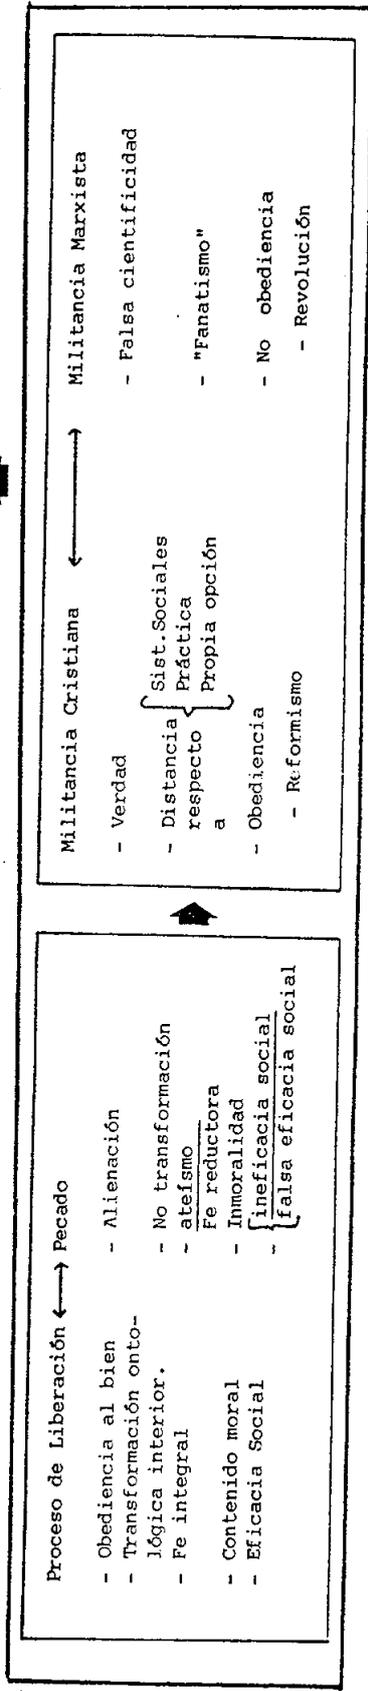 Proceso de Liberación ⟷ Pecado
- Obediencia al bien
- Transformación onto-
lógica interior.
- Fe integral
- Contenido moral
- Eficacia Social
- Alienación
- No transformación
- ateísmo
Fe reductora
- Inmoralidad
- ineficacia social
falsa eficacia social
Militancia Cristiana ⟷ Militancia Marxista
- Verdad
- Distancia
respecto
a
Sist.Sociales
Práctica
Propia opción
- Obediencia
- Reformismo
- Falsa cientificidad
- "Fanatismo"
- No obediencia
- Revolución